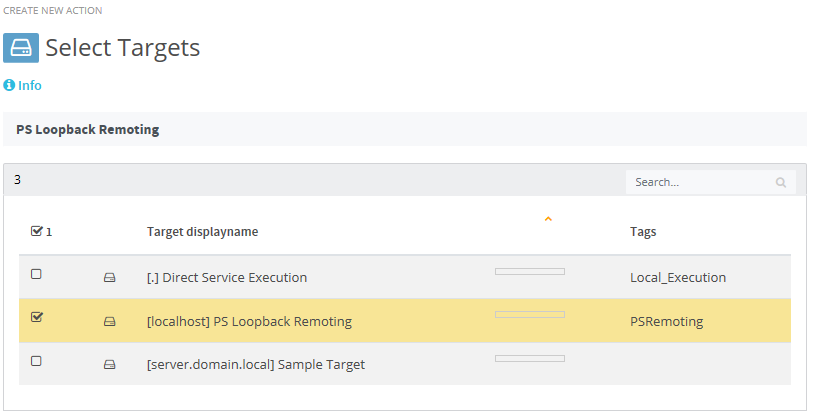 CREATE NEW ACTION
Select Targets
Info
PS Loopback Remoting
3
Search...
1 Target displayname Tags
[.] Direct Service Execution Local_Execution
[localhost] PS Loopback Remoting PSRemoting
[server.domain.local] Sample Target